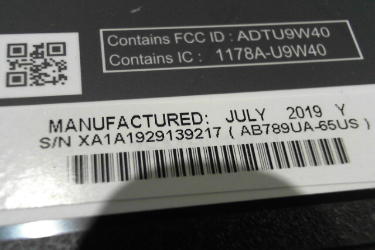 Contains FCC ID : ADTU9W40
Contains IC : 1178A-U9W40
MANUFACTURED: JULY 2019 Y
S/N XA1A1929139217 ( AB789UA-65US )